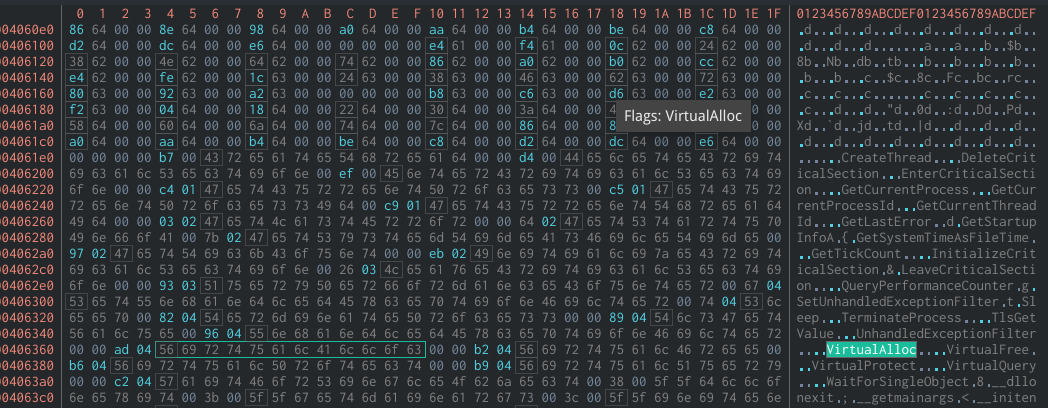 0 1 2 3 4 5 6 7 8 9 A B C D E F 10 11 12 13 14 15 16 17 18 19 1A 1B 1C 1D 1E 1F 0123456789ABCDEF0123456789ABCDEF
04060e0 86 64 00 00 8e 64 00 00 98 64 00 00 a0 64 00 00 aa 64 00 00 b4 64 00 00 be 64 00 00 c8 64 00 00 .d...d...d...d...d...d...d...d..
0406100 d2 64 00 00 dc 64 00 00 e6 64 00 00 00 00 00 00 e4 61 00 00 f4 61 00 00 0c 62 00 00 24 62 00 00 .d...d...d.......a...a...b..$b..
0406120 38 62 00 00 4e 62 00 00 64 62 00 00 74 62 00 00 86 62 00 00 a0 62 00 00 b0 62 00 00 cc 62 00 00 8b..Nb..db..tb...b...b...b...b..
0406140 e4 62 00 00 fe 62 00 00 1c 63 00 00 24 63 00 00 38 63 00 00 46 63 00 00 62 63 00 00 72 63 00 00 .b...b...c..$c..8c..Fc..bc..rc..
0406160 80 63 00 00 92 63 00 00 a2 63 00 00 00 00 00 00 b8 63 00 00 c6 63 00 00 d6 63 00 00 e2 63 00 00 .c...c...c.......c...c...c...c..
0406180 f2 63 00 00 04 64 00 00 18 64 00 00 22 64 00 00 30 64 00 00 3a 64 00 00 00 00 .c...d...d.."d..0d..:d..Dd..Pd..
Flags: VirtualAlloc
04061a0 58 64 00 00 60 64 00 00 6a 64 00 00 74 64 00 00 7c 64 00 00 86 64 00 00 00 00 Xd..`d..jd..td..|d...d...d...d..
04061c0 a0 64 00 00 aa 64 00 00 b4 64 00 00 be 64 00 00 c8 64 00 00 d2 64 00 00 dc 64 00 00 e6 64 00 00 .d...d...d...d...d...d...d...d..
04061e0 00 00 00 00 b7 00 43 72 65 61 74 65 54 68 72 65 61 64 00 00 d4 00 44 65 6c 65 74 65 43 72 69 74 ......CreateThread....DeleteCrit
0406200 69 63 61 6c 53 65 63 74 69 6f 6e 00 ef 00 45 6e 74 65 72 43 72 69 74 69 63 61 6c 53 65 63 74 69 icalSection...EnterCriticalSecti
0406220 6f 6e 00 00 c4 01 47 65 74 43 75 72 72 65 6e 74 50 72 6f 63 65 73 73 00 c5 01 47 65 74 43 75 72 on....GetCurrentProcess...GetCur
0406240 72 65 6e 74 50 72 6f 63 65 73 73 49 64 00 c9 01 47 65 74 43 75 72 72 65 6e 74 54 68 72 65 61 64 rentProcessId...GetCurrentThread
0406260 49 64 00 00 03 02 47 65 74 4c 61 73 74 45 72 72 6f 72 00 00 64 02 47 65 74 53 74 61 72 74 75 70 Id....GetLastError..d.GetStartup
0406280 49 6e 66 6f 41 00 7b 02 47 65 74 53 79 73 74 65 6d 54 69 6d 65 41 73 46 69 6c 65 54 69 6d 65 00 InfoA.{.GetSystemTimeAsFileTime.
04062a0 97 02 47 65 74 54 69 63 6b 43 6f 75 6e 74 00 00 eb 02 49 6e 69 74 69 61 6c 69 7a 65 43 72 69 74 ..GetTickCount....InitializeCrit
04062c0 69 63 61 6c 53 65 63 74 69 6f 6e 00 26 03 4c 65 61 76 65 43 72 69 74 69 63 61 6c 53 65 63 74 69 icalSection.&.LeaveCriticalSecti
04062e0 6f 6e 00 00 93 03 51 75 65 72 79 50 65 72 66 6f 72 6d 61 6e 63 65 43 6f 75 6e 74 65 72 00 67 04 on....QueryPerformanceCounter.g.
0406300 53 65 74 55 6e 68 61 6e 64 6c 65 64 45 78 63 65 70 74 69 6f 6e 46 69 6c 74 65 72 00 74 04 53 6c SetUnhandledExceptionFilter.t.Sl
0406320 65 65 70 00 82 04 54 65 72 6d 69 6e 61 74 65 50 72 6f 63 65 73 73 00 00 89 04 54 6c 73 47 65 74 eep...TerminateProcess....TlsGet
0406340 56 61 6c 75 65 00 96 04 55 6e 68 61 6e 64 6c 65 64 45 78 63 65 70 74 69 6f 6e 46 69 6c 74 65 72 Value...UnhandledExceptionFilter
0406360 00 00 ad 04 56 69 72 74 75 61 6c 41 6c 6c 6f 63 00 00 b2 04 56 69 72 74 75 61 6c 46 72 65 65 00 ....VirtualAlloc....VirtualFree.
0406380 b6 04 56 69 72 74 75 61 6c 50 72 6f 74 65 63 74 00 00 b9 04 56 69 72 74 75 61 6c 51 75 65 72 79 ..VirtualProtect....VirtualQuery
04063a0 00 00 c2 04 57 61 69 74 46 6f 72 53 69 6e 67 6c 65 4f 62 6a 65 63 74 00 38 00 5f 5f 64 6c 6c 6f ....WaitForSingleObject.8.__dllo
04063c0 6e 65 78 69 74 00 3b 00 5f 5f 67 65 74 6d 61 69 6e 61 72 67 73 00 3c 00 5f 5f 69 6e 69 74 65 6e nexit.;.__getmainargs.<.__initen